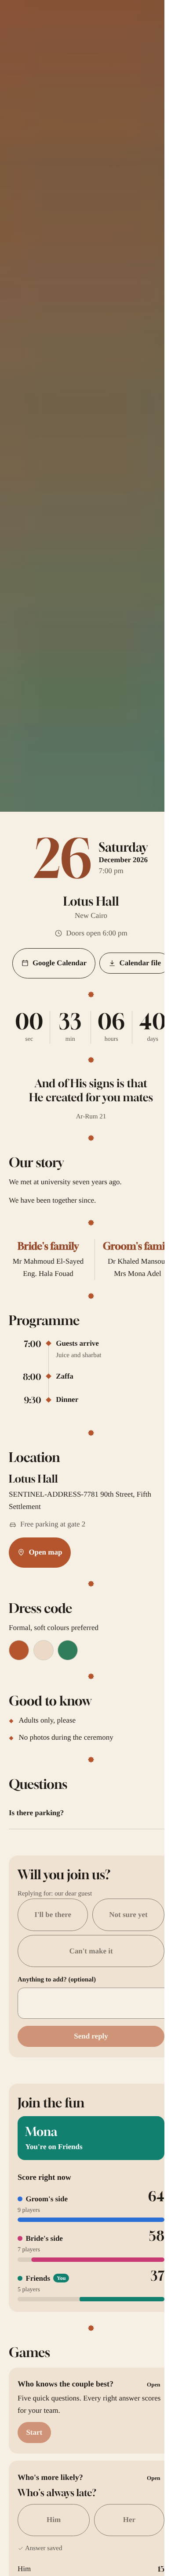 26
Saturday
December 2026
7:00 pm
Lotus Hall
New Cairo
Doors open 6:00 pm
Google Calendar
Calendar file
00 33 06 40
sec min hours days
And of His signs is that
He created for you mates
Ar-Rum 21
Our story
We met at university seven years ago.
We have been together since.
Bride's family
Mr Mahmoud El-Sayed
Eng. Hala Fouad
Groom's fami
Dr Khaled Mansou
Mrs Mona Adel
Programme
7:00 Guests arrive
Juice and sharbat
8:00 Zaffa
9:30 Dinner
Location
Lotus Hall
SENTINEL-ADDRESS-7781 90th Street, Fifth
Settlement
Free parking at gate 2
Open map
Dress code
Formal, soft colours preferred
Good to know
Adults only, please
No photos during the ceremony
Questions
Is there parking?
Will you join us?
Replying for: our dear guest
I'll be there
Not sure yet
Can't make it
Anything to add? (optional)
Send reply
Join the fun
Mona
You're on Friends
Score right now
Groom's side 64
9 players
Bride's side 58
7 players
Friends You 37
5 players
Games
Who knows the couple best? Open
Five quick questions. Every right answer scores
for your team.
Start
Who's more likely? Open
Who's always late?
Him
Her
✓ Answer saved
Him